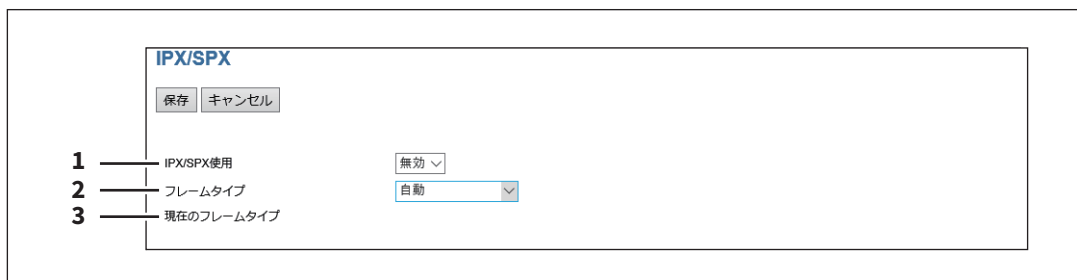 IPX/SPX
保存 キャンセル
1 IPX/SPX使用 無効
2 フレームタイプ 自動
3 現在のフレームタイプ